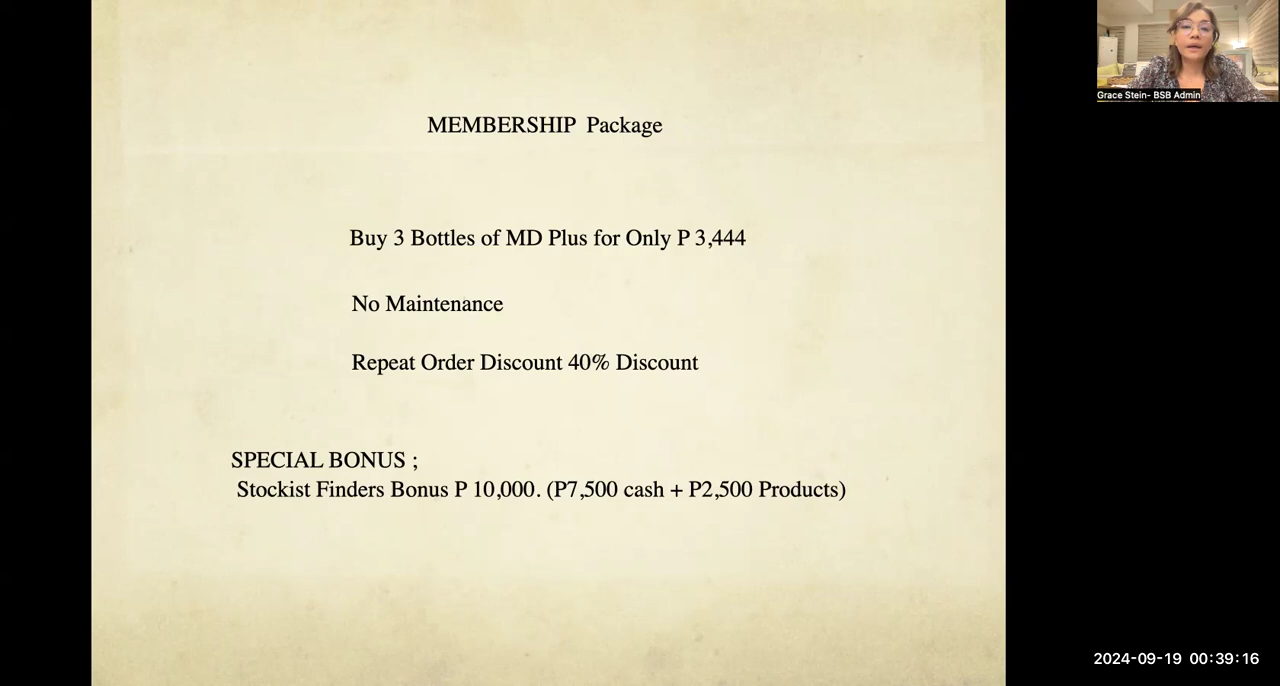 MEMBERSHIP Package
Buy 3 Bottles of MD Plus for Only P 3,444
No Maintenance
Repeat Order Discount 40% Discount
SPECIAL BONUS ;
Stockist Finders Bonus P 10,000. (P7,500 cash + P2,500 Products)
Grace Stein- BSB Admin
2024-09-19 00:39:16